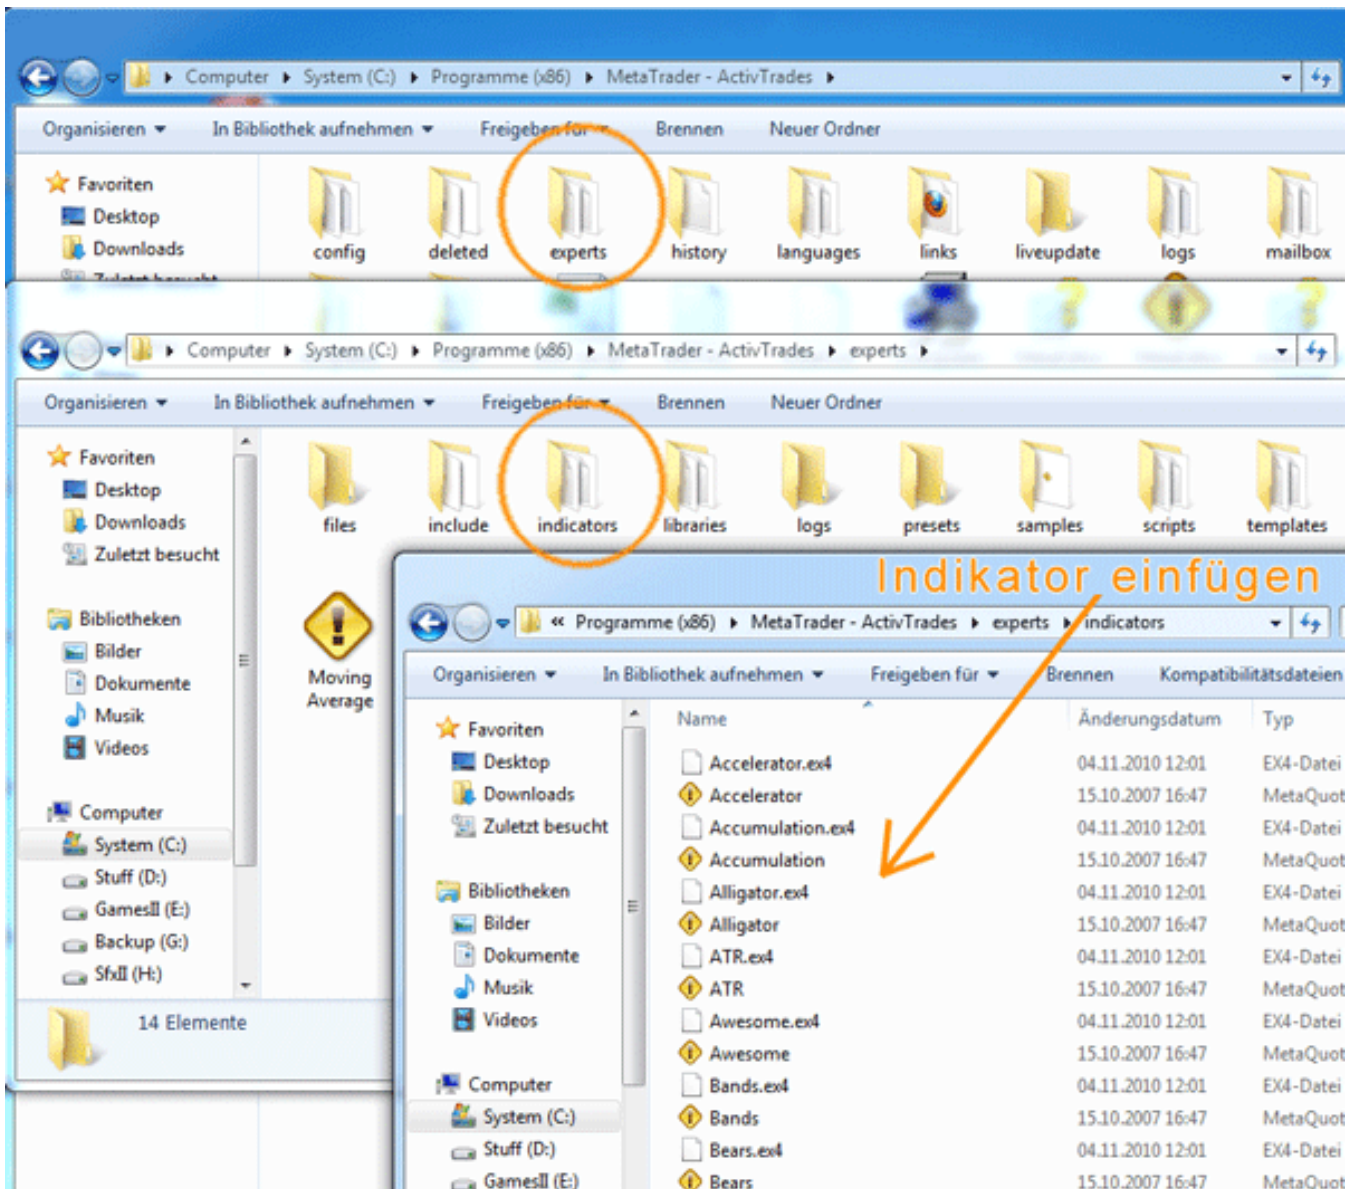 Computer ▸ System (C:) ▸ Programme (x86) ▸ MetaTrader - ActivTrades ▸
Organisieren In Bibliothek aufnehmen Freigeben für Brennen Neuer Ordner
Favoriten
Desktop
Downloads
Zuletzt besucht
config deleted experts history languages links liveupdate logs mailbox
Computer ▸ System (C:) ▸ Programme (x86) ▸ MetaTrader - ActivTrades ▸ experts ▸
Organisieren In Bibliothek aufnehmen Freigeben für Brennen Neuer Ordner
Favoriten
Desktop
Downloads
Zuletzt besucht
Bibliotheken
Bilder
Dokumente
Musik
Videos
Computer
System (C:)
Stuff (D:)
GamesII (E:)
Backup (G:)
SfxII (H:)
files include indicators libraries logs presets samples scripts templates
Moving
Average
14 Elemente
Indikator einfügen
« Programme (x86) ▸ MetaTrader - ActivTrades ▸ experts ▸ indicators
Organisieren In Bibliothek aufnehmen Freigeben für Brennen Kompatibilitätsdateien
Favoriten
Desktop
Downloads
Zuletzt besucht
Bibliotheken
Bilder
Dokumente
Musik
Videos
Computer
System (C:)
Stuff (D:)
GamesII (E:)
Name Änderungsdatum Typ
Accelerator.ex4 04.11.2010 12:01 EX4-Datei
Accelerator 15.10.2007 16:47 MetaQuot
Accumulation.ex4 04.11.2010 12:01 EX4-Datei
Accumulation 15.10.2007 16:47 MetaQuot
Alligator.ex4 04.11.2010 12:01 EX4-Datei
Alligator 15.10.2007 16:47 MetaQuot
ATR.ex4 04.11.2010 12:01 EX4-Datei
ATR 15.10.2007 16:47 MetaQuot
Awesome.ex4 04.11.2010 12:01 EX4-Datei
Awesome 15.10.2007 16:47 MetaQuot
Bands.ex4 04.11.2010 12:01 EX4-Datei
Bands 15.10.2007 16:47 MetaQuot
Bears.ex4 04.11.2010 12:01 EX4-Datei
Bears 15.10.2007 16:47 MetaQuot